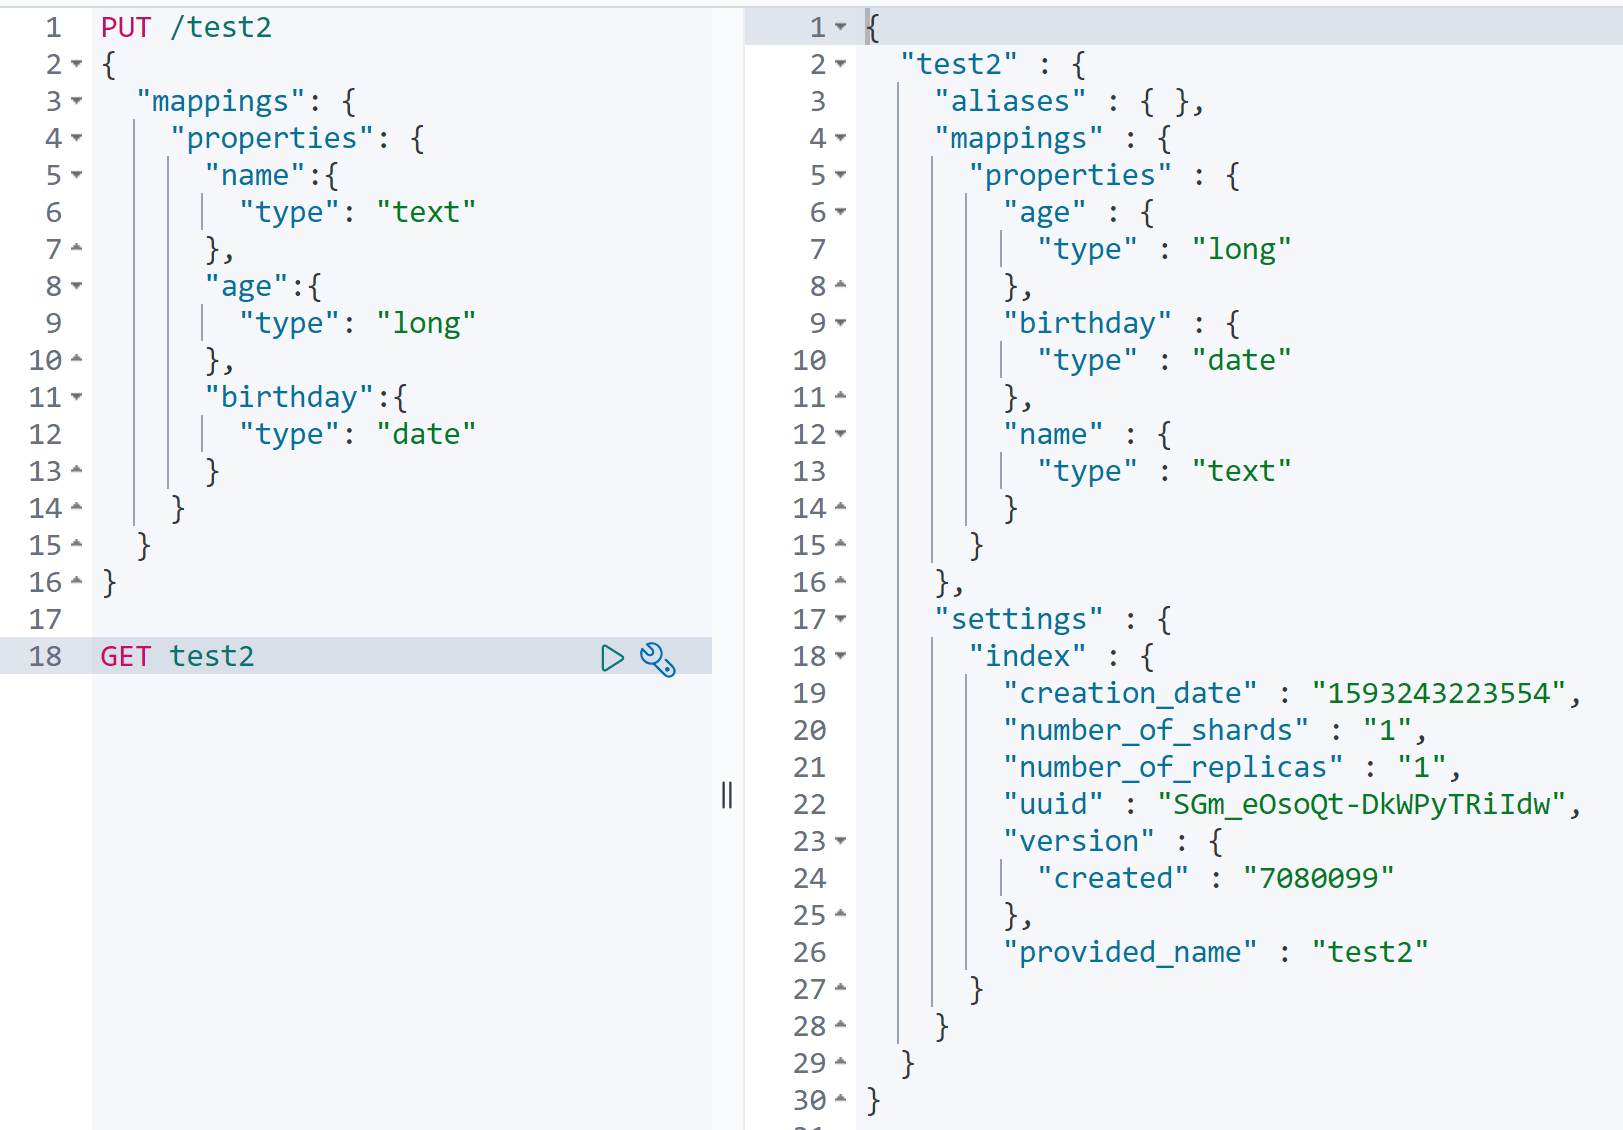 1 PUT /test2
2 {
3 "mappings": {
4 "properties": {
5 "name":{
6 "type": "text"
7 },
8 "age":{
9 "type": "long"
10 },
11 "birthday":{
12 "type": "date"
13 }
14 }
15 }
16 }
17
18 GET test2
1 {
2 "test2" : {
3 "aliases" : { },
4 "mappings" : {
5 "properties" : {
6 "age" : {
7 "type" : "long"
8 },
9 "birthday" : {
10 "type" : "date"
11 },
12 "name" : {
13 "type" : "text"
14 }
15 }
16 },
17 "settings" : {
18 "index" : {
19 "creation_date" : "1593243223554",
20 "number_of_shards" : "1",
21 "number_of_replicas" : "1",
22 "uuid" : "SGm_eOsoQt-DkWPyTRiIdw",
23 "version" : {
24 "created" : "7080099"
25 },
26 "provided_name" : "test2"
27 }
28 }
29 }
30 }